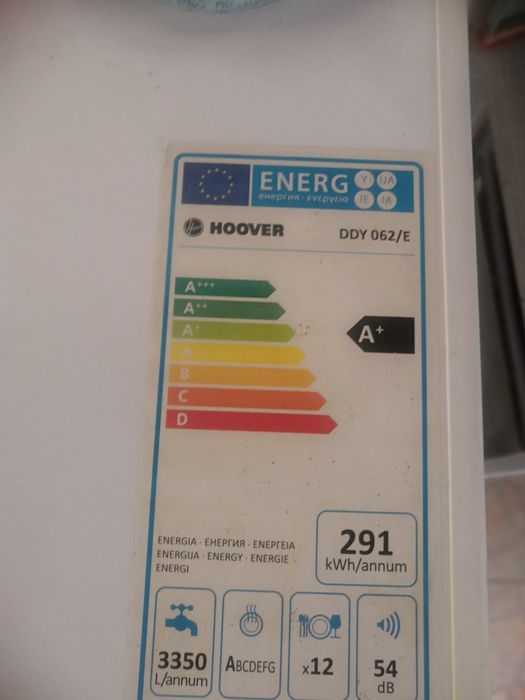 ENERG Y UA
енергия · ενεργεια IE IA
HOOVER DDY 062/E
A+++
A++
A+ A+
A
B
C
D
ENERGIA · ЕНЕРГИЯ · ΕΝΕΡΓΕΙΑ
ENERGIJA · ENERGY · ENERGIE
ENERGI
291
kWh/annum
3350
L/annum
ABCDEFG
x12
54
dB